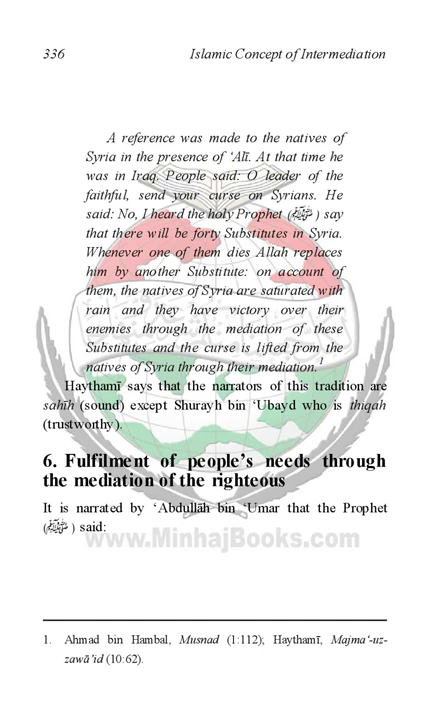 336 Islamic Concept of Intermediation
A reference was made to the natives of
Syria in the presence of ‘Alī. At that time he
was in Iraq. People said: O leader of the
faithful, send your curse on Syrians. He
said: No, I heard the holy Prophet (ﷺ) say
that there will be forty Substitutes in Syria.
Whenever one of them dies Allah replaces
him by another Substitute: on account of
them, the natives of Syria are saturated with
rain and they have victory over their
enemies through the mediation of these
Substitutes and the curse is lifted from the
natives of Syria through their mediation.1
Haythamī says that the narrators of this tradition are
sahīh (sound) except Shurayh bin ‘Ubayd who is thiqah
(trustworthy).
6. Fulfilment of people’s needs through
the mediation of the righteous
It is narrated by ‘Abdullāh bin ‘Umar that the Prophet
(ﷺ) said:
www.MinhajBooks.com
1. Ahmad bin Hambal, Musnad (1:112); Haythamī, Majma‘-uz-
zawā’id (10:62).